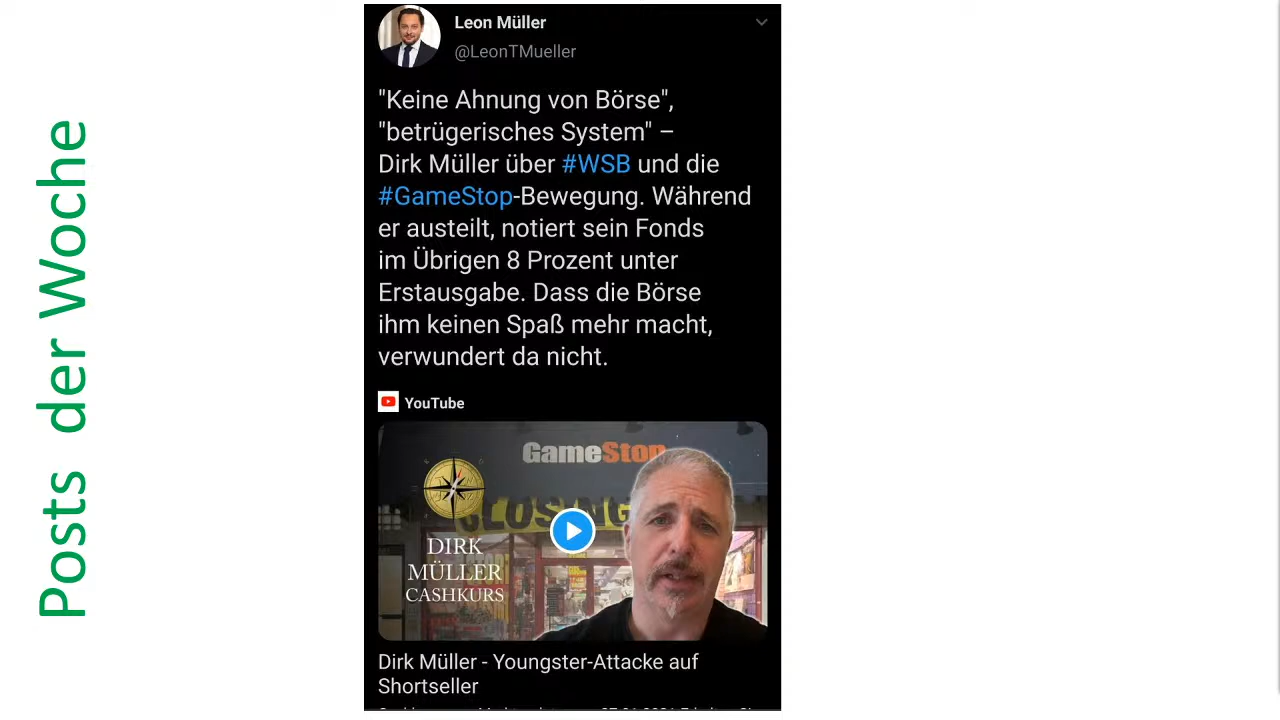 Posts der Woche
Leon Müller
@LeonTMueller
"Keine Ahnung von Börse",
"betrügerisches System" –
Dirk Müller über #WSB und die
#GameStop-Bewegung. Während
er austeilt, notiert sein Fonds
im Übrigen 8 Prozent unter
Erstausgabe. Dass die Börse
ihm keinen Spaß mehr macht,
verwundert da nicht.
YouTube
GameStop
CLOSING
DIRK
MÜLLER
CASHKURS
Dirk Müller - Youngster-Attacke auf
Shortseller